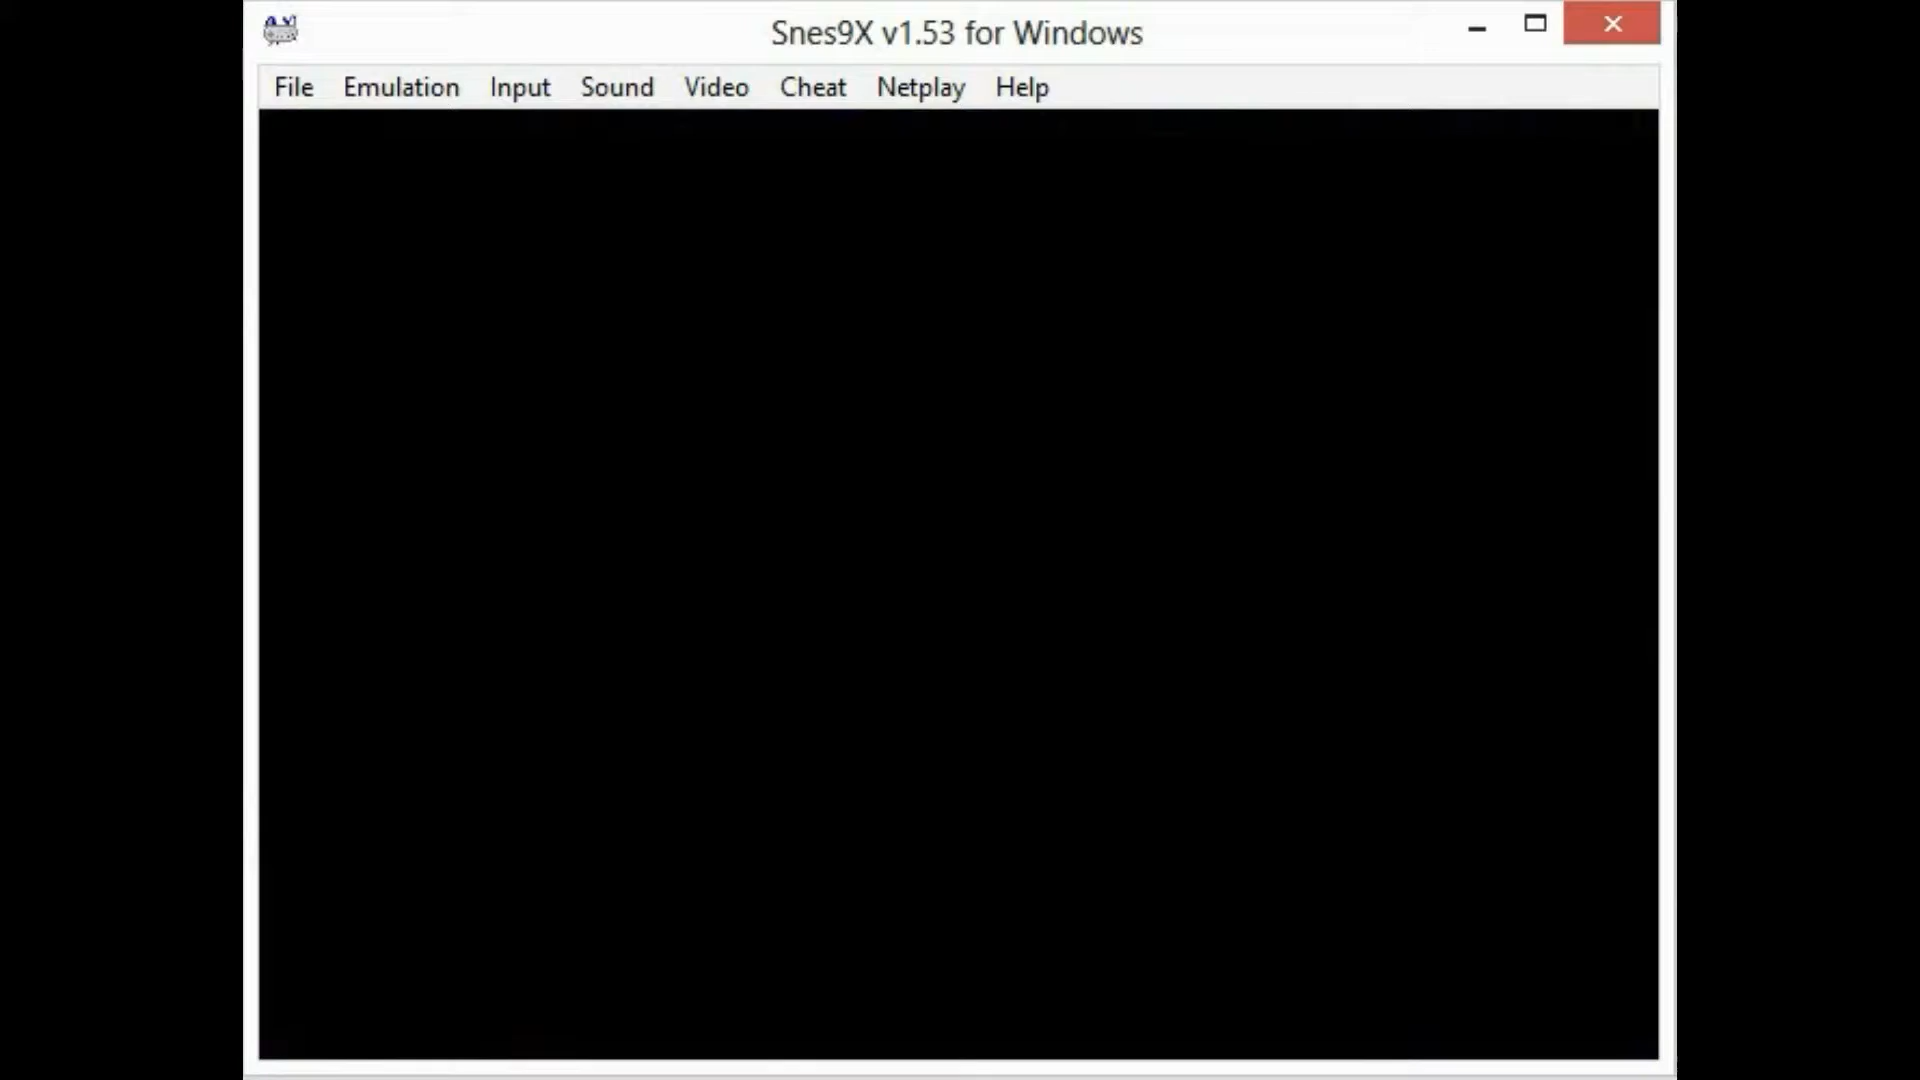 Snes9X v1.53 for Windows
File Emulation Input Sound Video Cheat Netplay Help